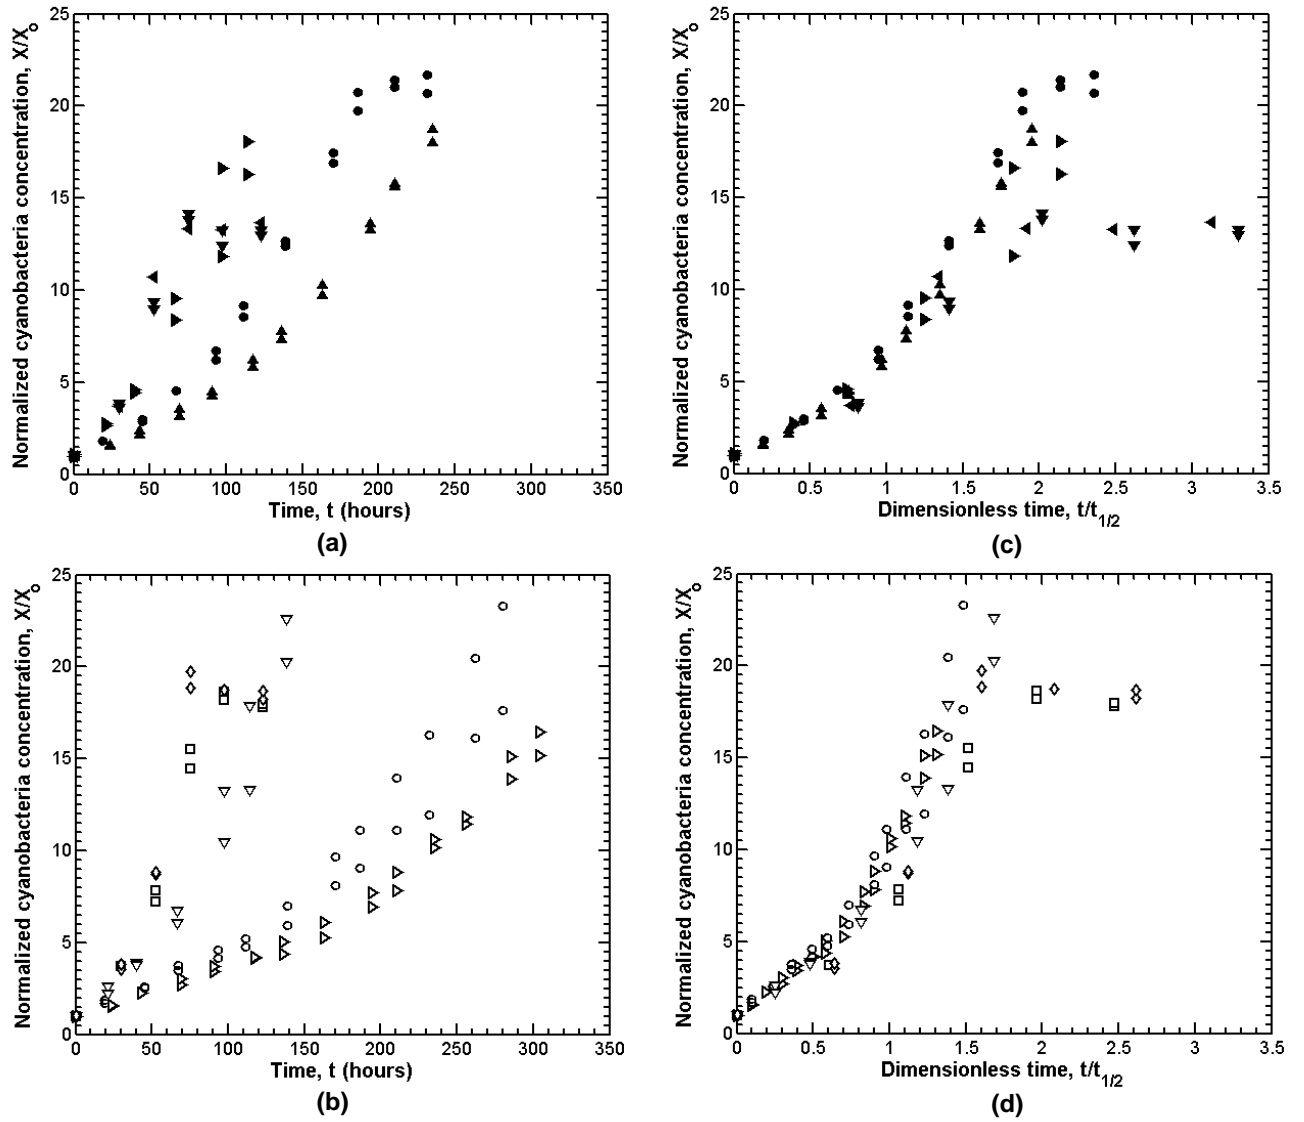 Normalized cyanobacteria concentration, X/Xo
25
20
15
10
5
0
0 50 100 150 200 250 300 350
Time, t (hours)
(a)
Normalized cyanobacteria concentration, X/Xo
25
20
15
10
5
0
0 0.5 1 1.5 2 2.5 3 3.5
Dimensionless time, t/t1/2
(c)
Normalized cyanobacteria concentration, X/Xo
25
20
15
10
5
0
0 50 100 150 200 250 300 350
Time, t (hours)
(b)
Normalized cyanobacteria concentration, X/Xo
25
20
15
10
5
0
0 0.5 1 1.5 2 2.5 3 3.5
Dimensionless time, t/t1/2
(d)